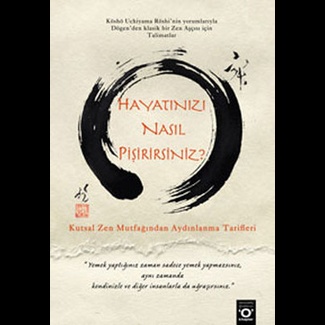 Kōshō Uchiyama Rōshi'nin yorumlarıyla
Dōgen'den klasik bir Zen Aşçısı için
Talimatlar
HAYATINIZI
NASIL
PİŞİRİRSİNİZ?
Kutsal Zen Mutfağından Aydınlanma Tarifleri
"Yemek yaptığınız zaman sadece yemek yapmazsınız,
aynı zamanda
kendinizle ve diğer insanlarla da uğraşırsınız."